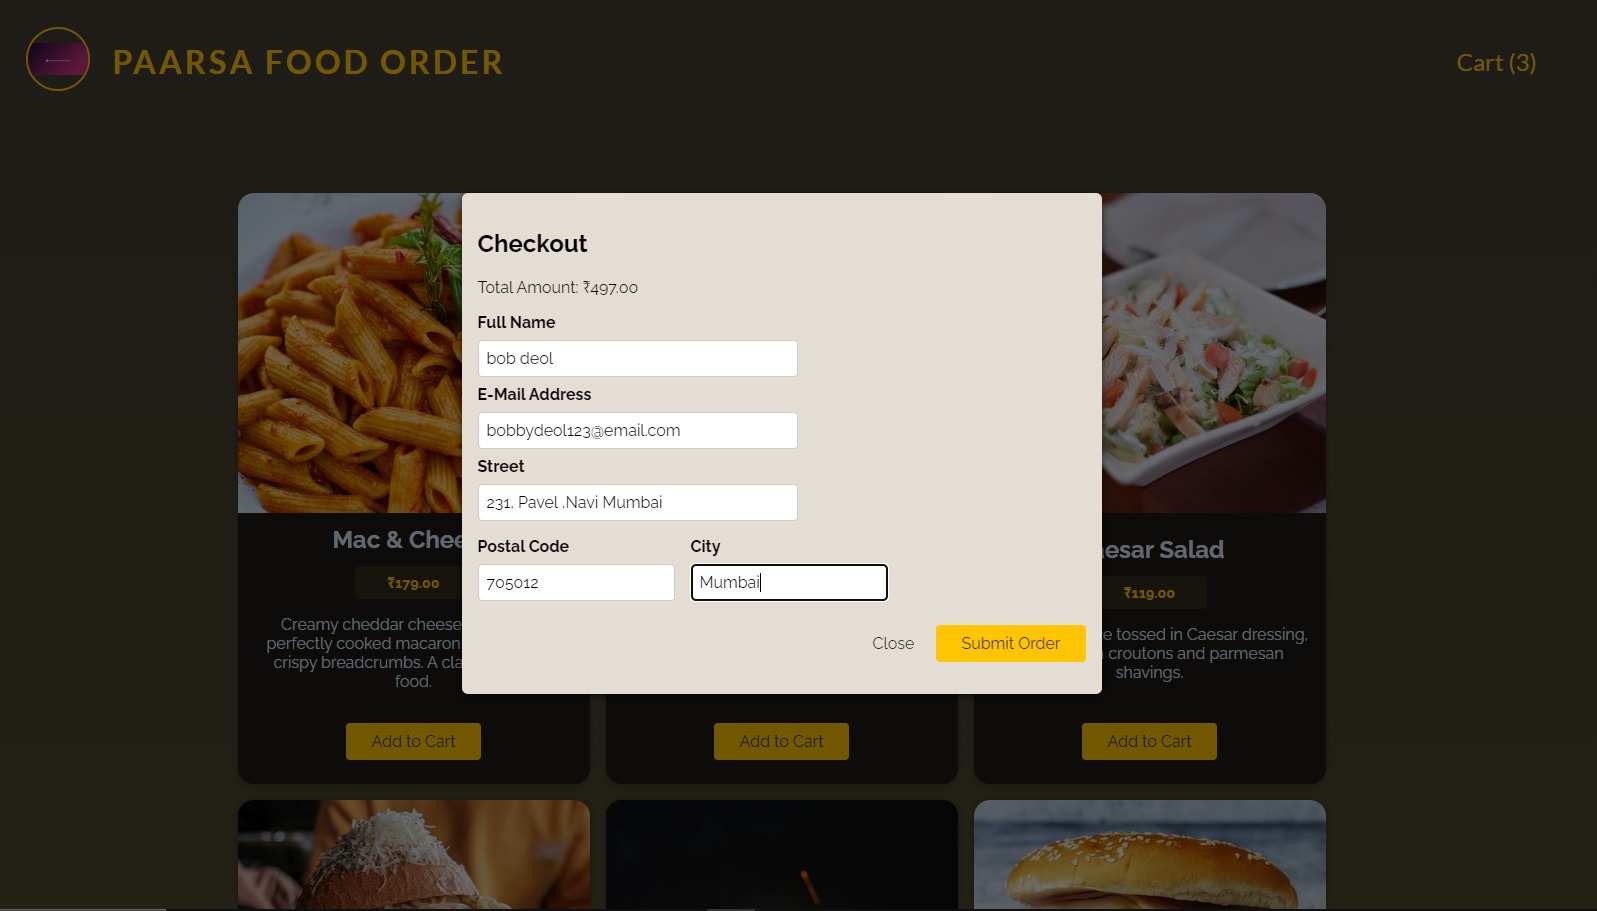 PAARSA FOOD ORDER
Cart (3)
Checkout
Total Amount: ₹497.00
Full Name
bob deol
E-Mail Address
bobbydeol123@email.com
Street
231, Pavel ,Navi Mumbai
Postal Code
City
705012
Mumbai
Close
Submit Order
Mac & Chee
₹179.00
Creamy cheddar cheese
perfectly cooked macaron
crispy breadcrumbs. A cla
food.
Add to Cart
Add to Cart
esar Salad
₹119.00
e tossed in Caesar dressing,
croutons and parmesan
shavings.
Add to Cart